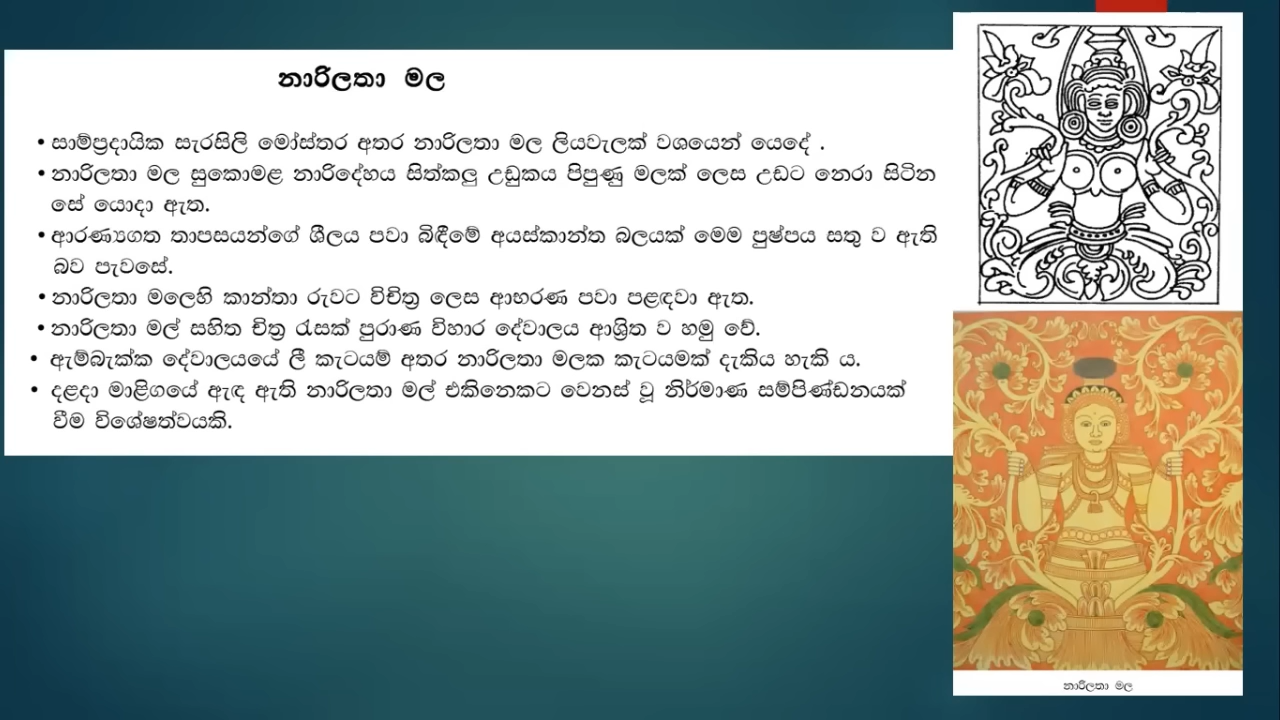 නාරිලතා මල
• සාම්ප්‍රදායික සැරසිලි මෝස්තර අතර නාරිලතා මල ලියවැලක් වශයෙන් යෙදේ .
• නාරිලතා මල සුකොමළ නාරිදේහය සිත්කලු උඩුකය පිපුණු මලක් ලෙස උඩට නෙරා සිටින
සේ යොදා ඇත.
• ආරණ්‍යගත තාපසයන්ගේ ශීලය පවා බිඳීමේ අයස්කාන්ත බලයක් මෙම පුෂ්පය සතු ව ඇති
බව පැවසේ.
• නාරිලතා මලෙහි කාන්තා රුවට විචිත්‍ර ලෙස ආභරණ පවා පළඳවා ඇත.
• නාරිලතා මල් සහිත චිත්‍ර රැසක් පුරාණ විහාර දේවාලය ආශ්‍රිත ව හමු වේ.
• ඇම්බැක්ක දේවාලයයේ ලී කැටයම් අතර නාරිලතා මලක කැටයමක් දැකිය හැකි ය.
• දළදා මාළිගයේ ඇඳ ඇති නාරිලතා මල් එකිනෙකට වෙනස් වූ නිර්මාණ සම්පිණ්ඩනයක්
වීම විශේෂත්වයකි.
නාරිලතා මල